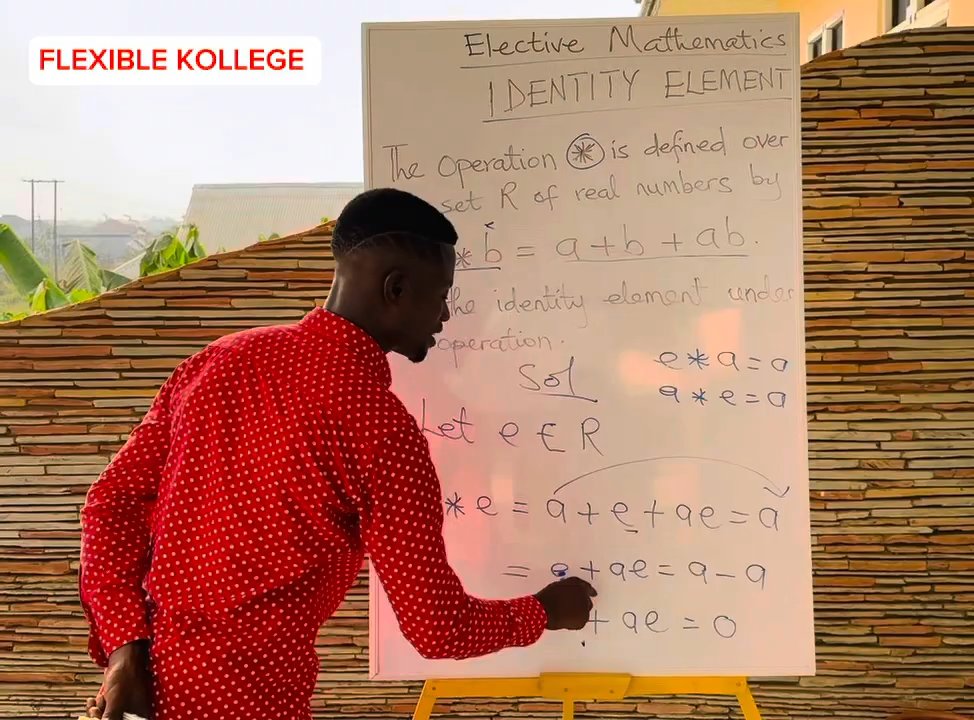 FLEXIBLE KOLLEGE
Elective Mathematics
IDENTITY ELEMENT
The operation * is defined over
set R of real numbers by
* b = a + b + ab.
the identity element under
operation.
Sol
e * a = a
a * e = a
Let e ∈ R
* e = a + e + ae = a
= e + ae = a - a
+ ae = 0